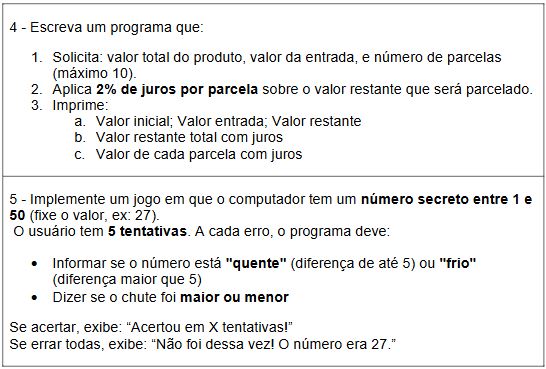 4 - Escreva um programa que:
1. Solicita: valor total do produto, valor da entrada, e número de parcelas
(máximo 10).
2. Aplica 2% de juros por parcela sobre o valor restante que será parcelado.
3. Imprime:
a. Valor inicial; Valor entrada; Valor restante
b. Valor restante total com juros
c. Valor de cada parcela com juros
5 - Implemente um jogo em que o computador tem um número secreto entre 1 e
50 (fixe o valor, ex: 27).
O usuário tem 5 tentativas. A cada erro, o programa deve:
• Informar se o número está "quente" (diferença de até 5) ou "frio"
(diferença maior que 5)
• Dizer se o chute foi maior ou menor
Se acertar, exibe: “Acertou em X tentativas!”
Se errar todas, exibe: “Não foi dessa vez! O número era 27.”